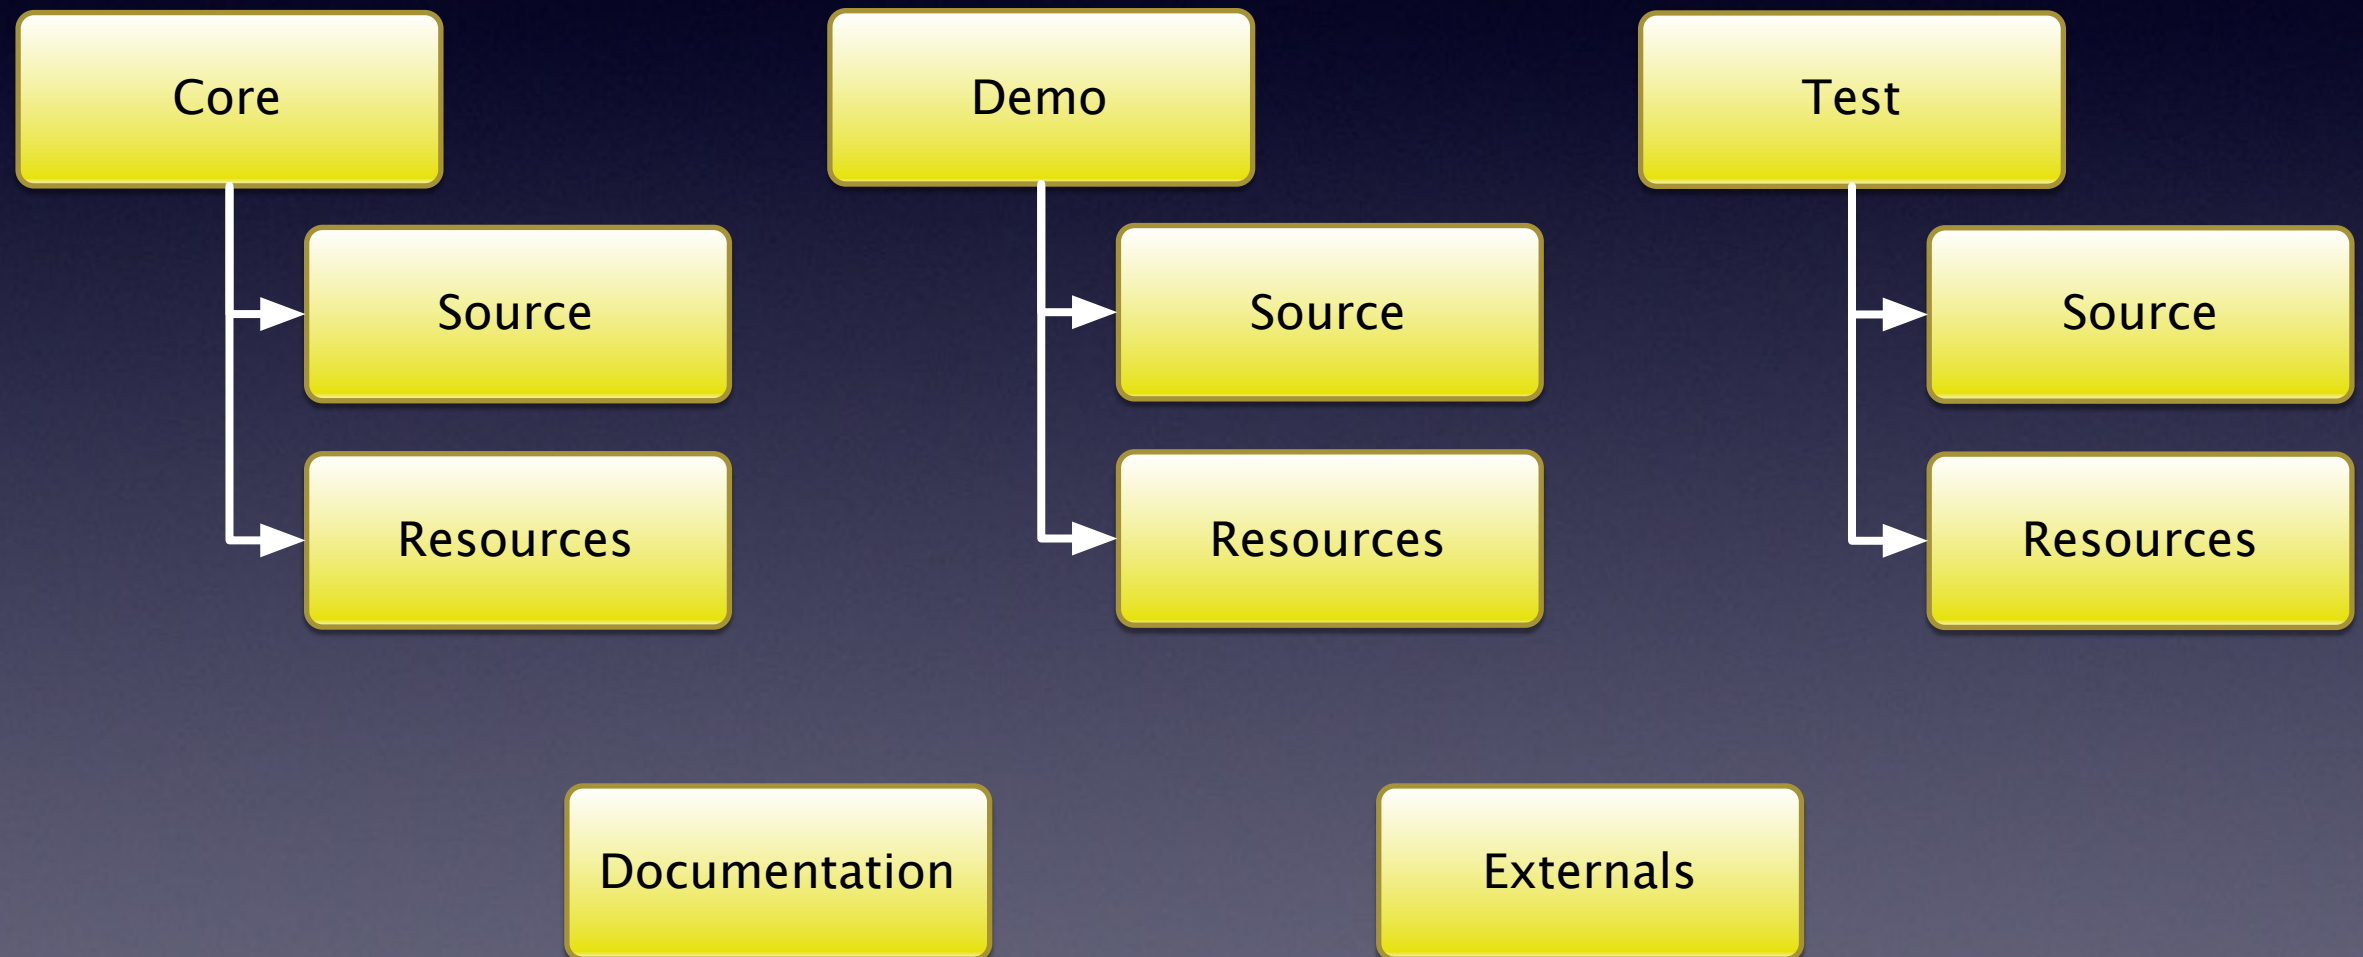 Core
Demo
Test
Source
Source
Source
Resources
Resources
Resources
Documentation
Externals